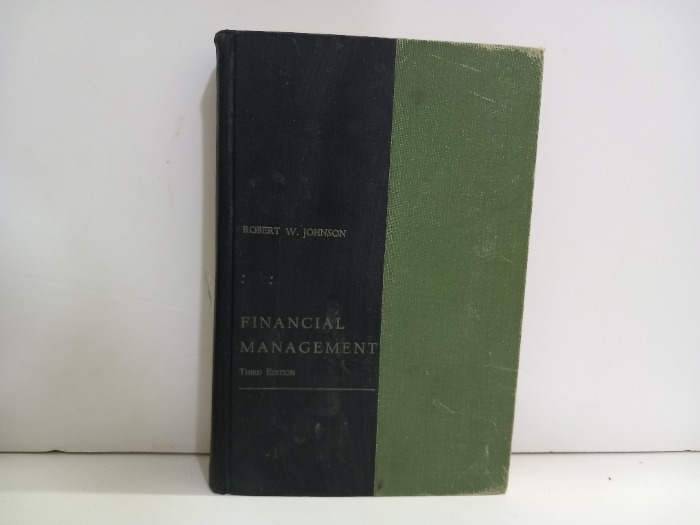 ROBERT W. JOHNSON
FINANCIAL
MANAGEMENT
THIRD EDITION